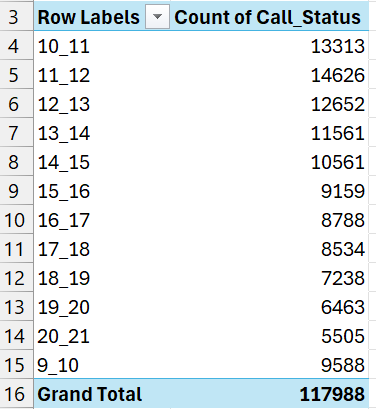 3 Row Labels Count of Call_Status
4 10_11 13313
5 11_12 14626
6 12_13 12652
7 13_14 11561
8 14_15 10561
9 15_16 9159
10 16_17 8788
11 17_18 8534
12 18_19 7238
13 19_20 6463
14 20_21 5505
15 9_10 9588
16 Grand Total 117988